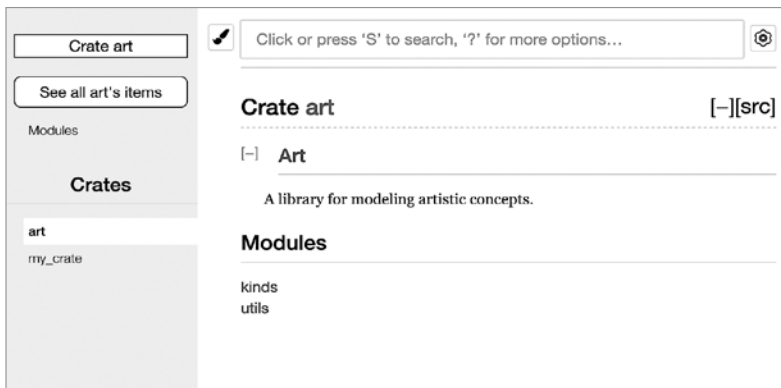 Crate art
See all art's items
Modules
Crates
art
my_crate
Click or press ‘S’ to search, ‘?’ for more options…
Crate art
[–][src]
[–] Art
A library for modeling artistic concepts.
Modules
kinds
utils